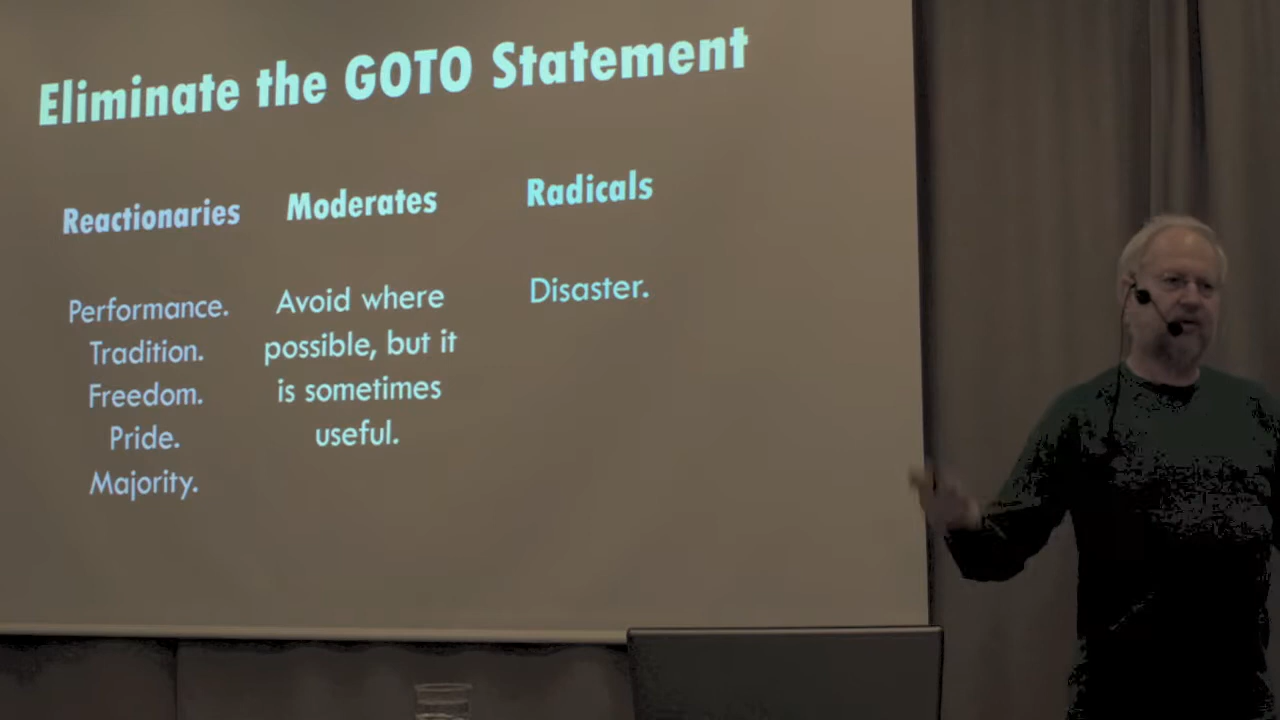 Eliminate the GOTO Statement
Reactionaries
Performance.
Tradition.
Freedom.
Pride.
Majority.
Moderates
Avoid where
possible, but it
is sometimes
useful.
Radicals
Disaster.